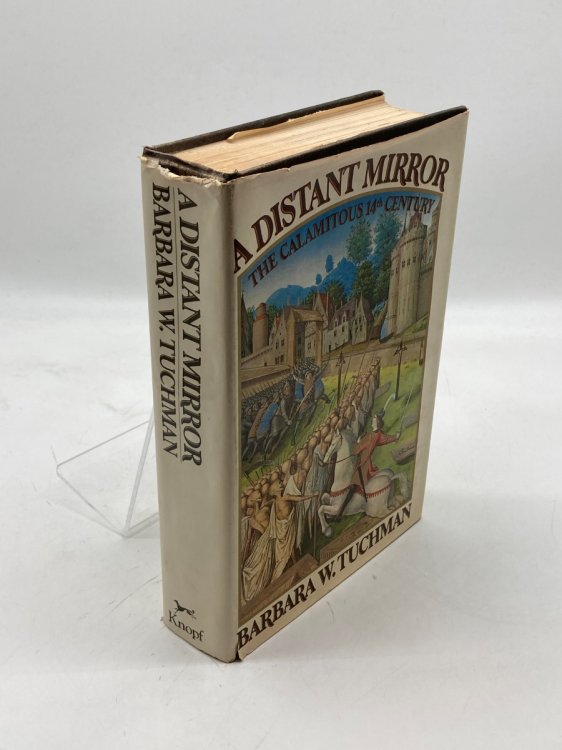 A DISTANT MIRROR
BARBARA W. TUCHMAN
Knopf
A DISTANT MIRROR
THE CALAMITOUS 14th CENTURY
BARBARA W. TUCHMAN